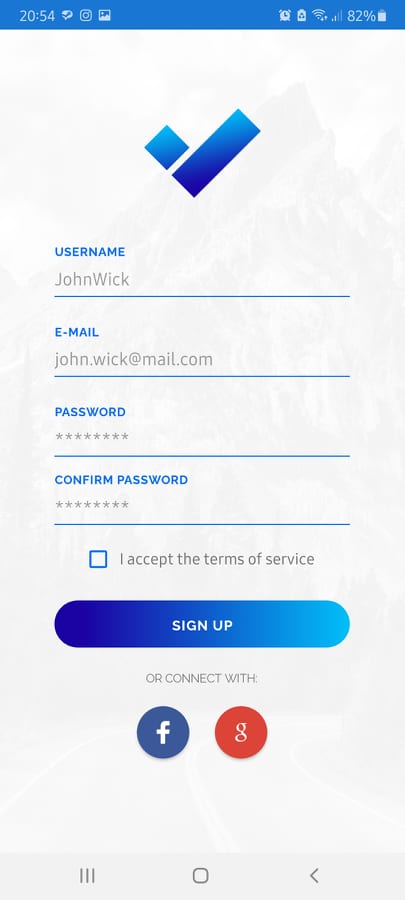 20:54 82%
USERNAME
JohnWick
E-MAIL
john.wick@mail.com
PASSWORD
********
CONFIRM PASSWORD
********
I accept the terms of service
SIGN UP
OR CONNECT WITH:
f g